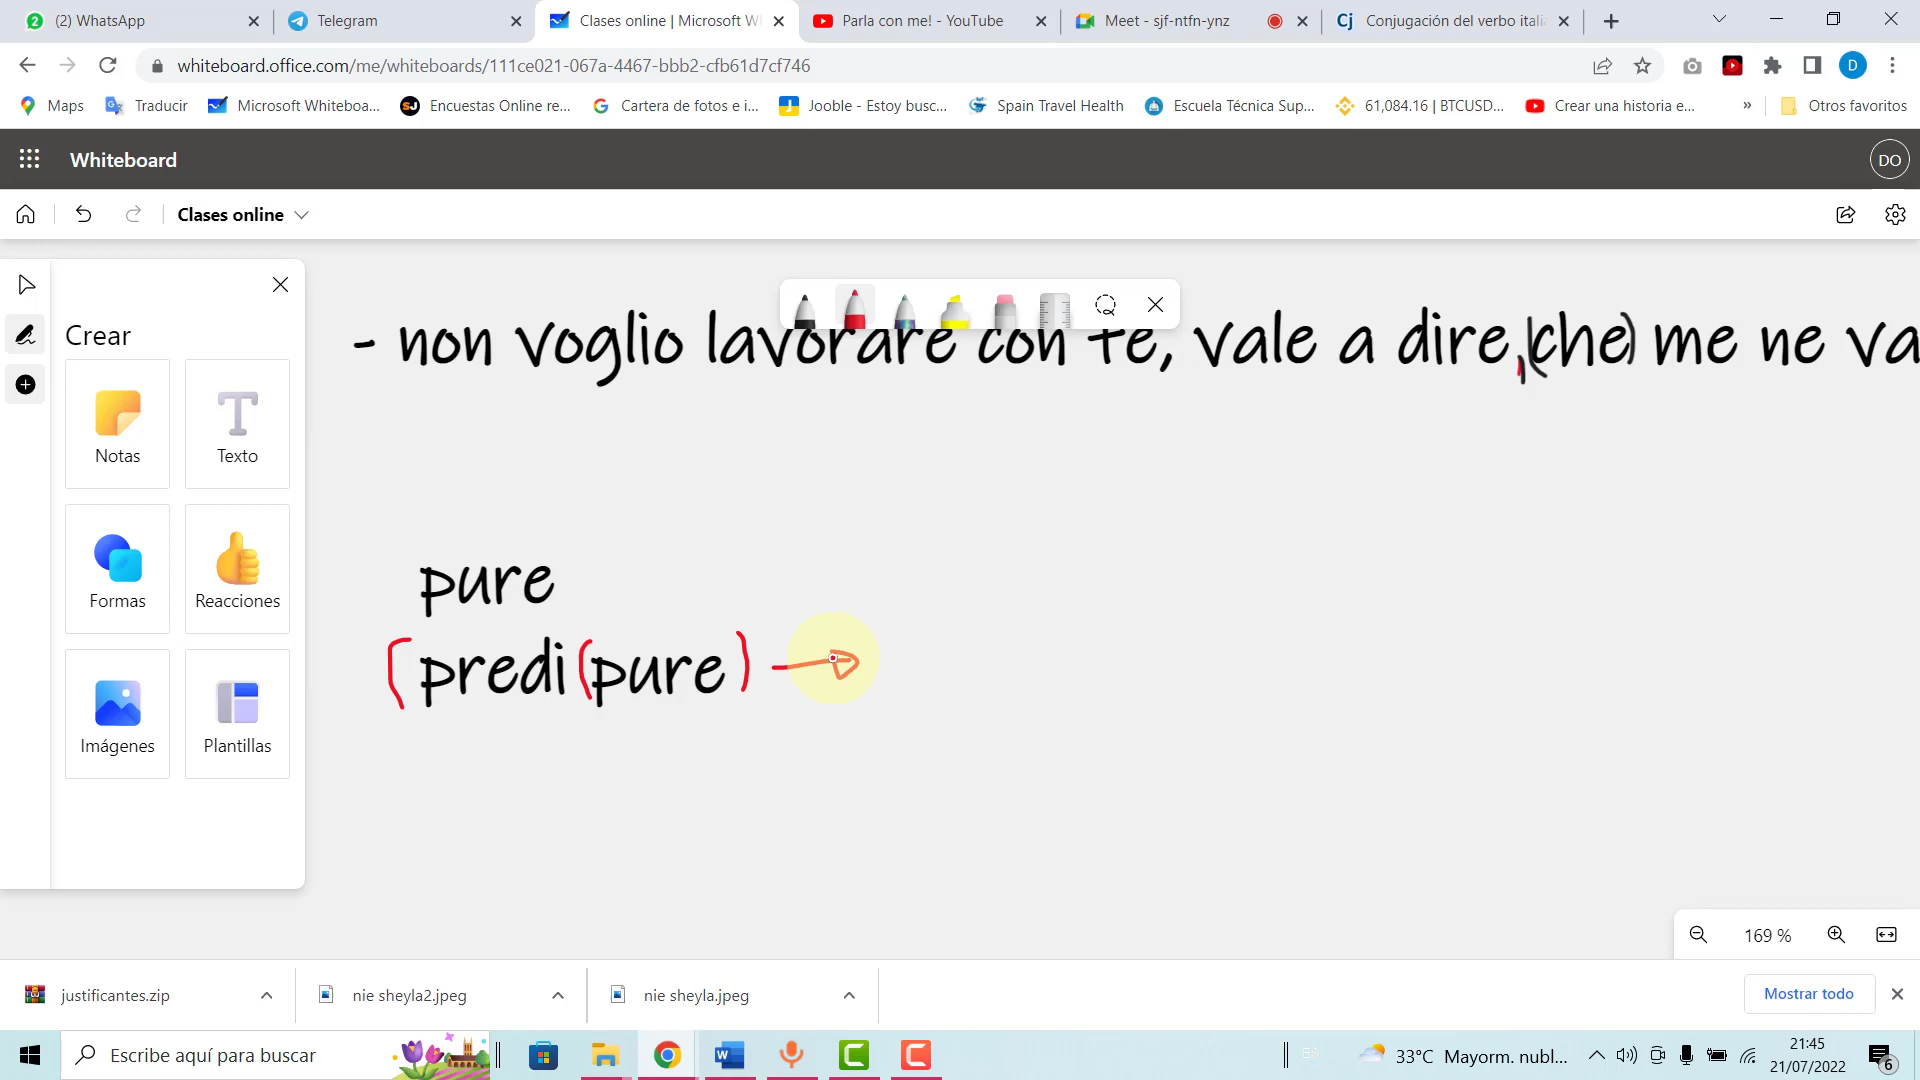 (2) WhatsApp
Telegram
Clases online | Microsoft W
Parla con me! - YouTube
Meet - sjf-ntfn-ynz
Cj Conjugación del verbo itali
whiteboard.office.com/me/whiteboards/111ce021-067a-4467-bbb2-cfb61d7cf746
D
Maps
Traducir
Microsoft Whiteboa...
Encuestas Online re...
Cartera de fotos e i...
Jooble - Estoy busc...
Spain Travel Health
Escuela Técnica Sup...
61,084.16 | BTCUSD...
Crear una historia e...
»
Otros favoritos
Whiteboard
DO
Clases online
Crear
Notas
Texto
Formas
Reacciones
Imágenes
Plantillas
- non voglio lavorare con te, vale a dire,(che) me ne va
pure
(predi(pure)
169 %
justificantes.zip
nie sheyla2.jpeg
nie sheyla.jpeg
Mostrar todo
Escribe aquí para buscar
33°C Mayorm. nubl...
21:45
21/07/2022
6